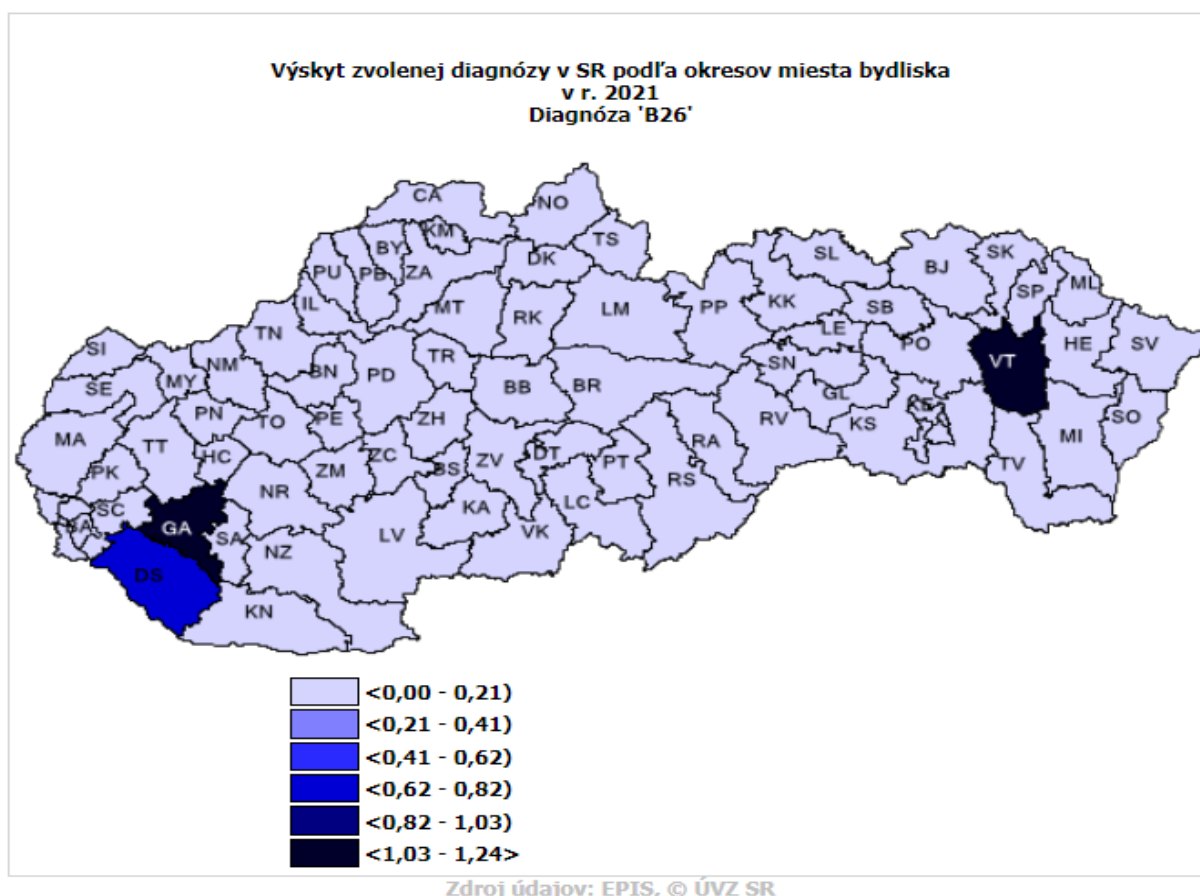 Výskyt zvolenej diagnózy v SR podľa okresov miesta bydliska
v r. 2021
Diagnóza 'B26'
CA
NO
KM
TS
BY
DK
PU
PB
ZA
SL
BJ
SK
ML
SP
IL
MT
RK
LM
PP
KK
SB
TN
LE
PO
HE
SV
SI
TR
VT
NM
BN
PD
SN
MY
SE
BB
BR
GL
PN
TO
PE
ZH
RV
KS
KE
SO
MA
TT
RA
MI
HC
ZC
DT
PK
ZM
BS
ZV
PT
TV
NR
RS
SC
KA
LC
BA
GA
SA
LV
VK
NZ
DS
KN
<0,00 - 0,21)
<0,21 - 0,41)
<0,41 - 0,62)
<0,62 - 0,82)
<0,82 - 1,03)
<1,03 - 1,24>
Zdroj údajov: EPIS, © ÚVZ SR